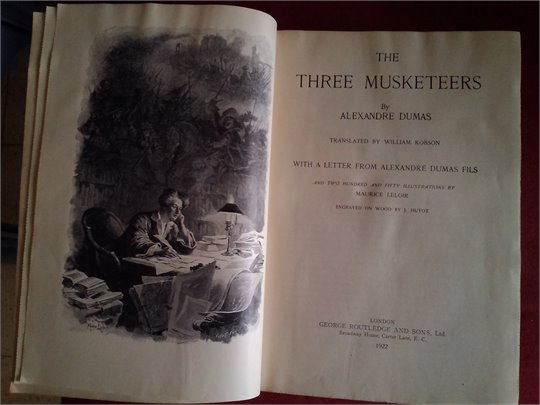 THE
THREE MUSKETEERS
By
ALEXANDRE DUMAS
TRANSLATED BY WILLIAM ROBSON
WITH A LETTER FROM ALEXANDRE DUMAS FILS
AND TWO HUNDRED AND FIFTY ILLUSTRATIONS BY
MAURICE LELOIR
ENGRAVED ON WOOD BY J. HUYOT
LONDON
GEORGE ROUTLEDGE AND SONS, Ltd.
Broadway House, Carter Lane, E. C.
1922